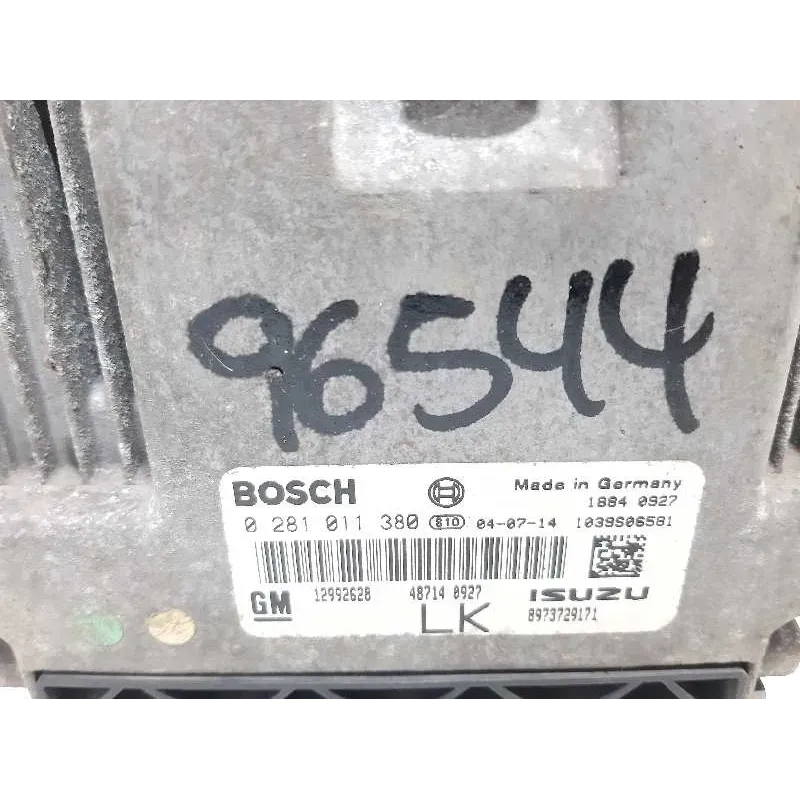 96544
BOSCH Made in Germany
1884 0927
0 281 011 380 810 04-07-14 1039S06581
GM 12992628 48714 0927 ISUZU
LK 8973729171